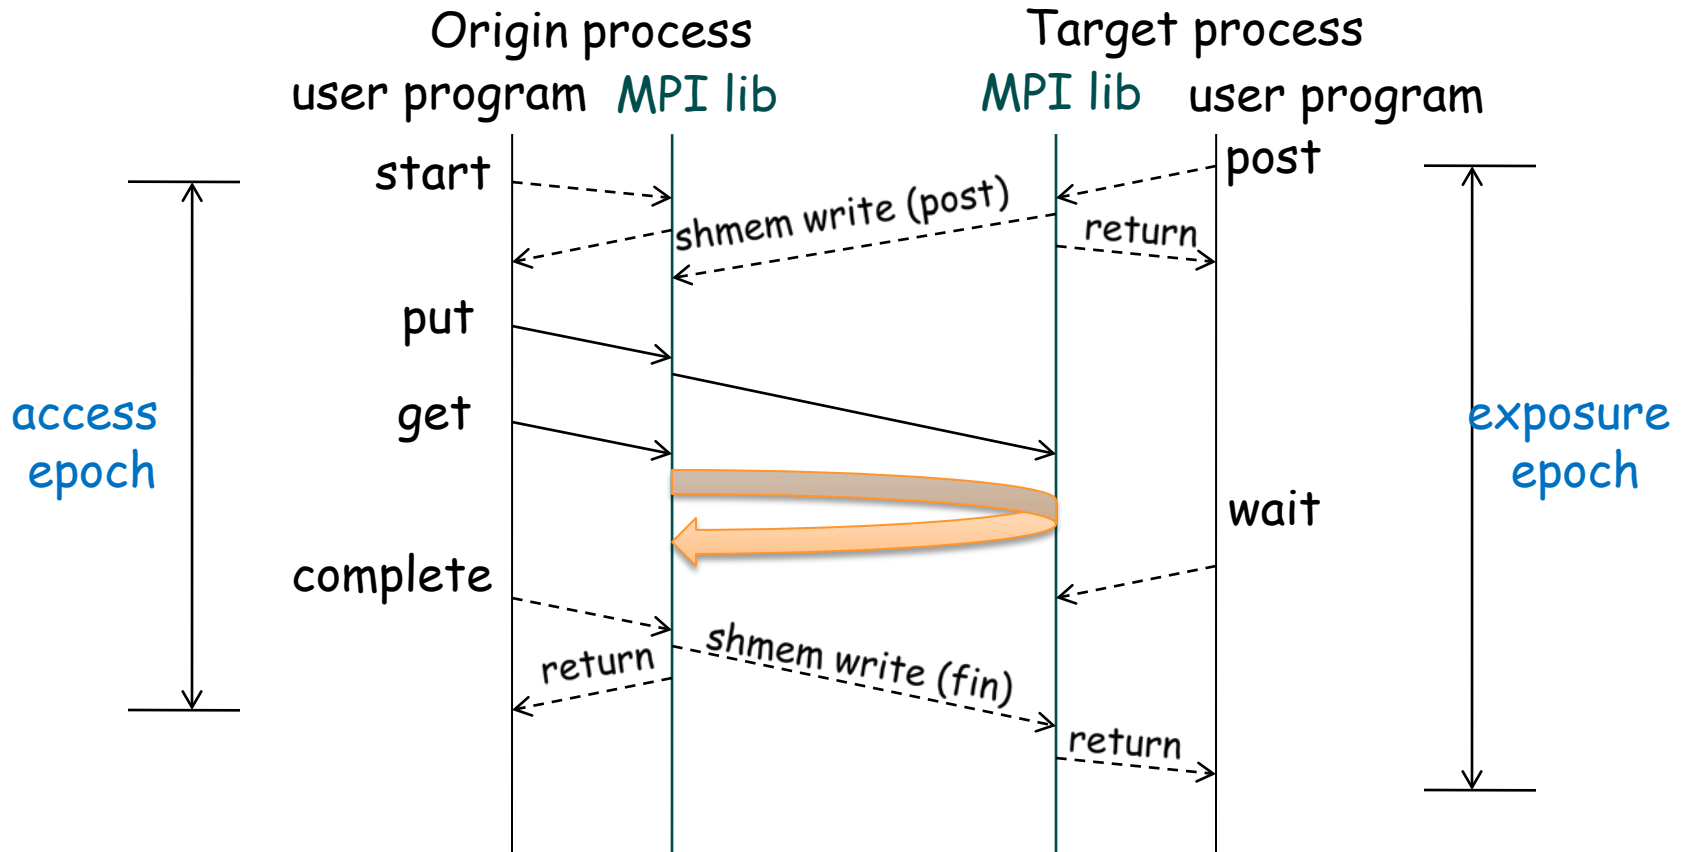 Origin process
Target process
user program
MPI lib
MPI lib
user program
start
post
shmem write (post)
return
put
get
access
epoch
exposure
epoch
wait
complete
shmem write (fin)
return
return